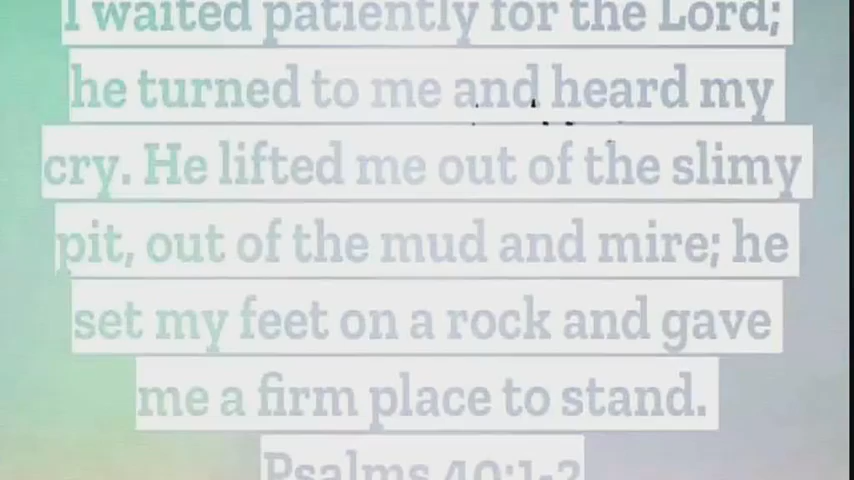 I waited patiently for the Lord;
he turned to me and heard my
cry. He lifted me out of the slimy
pit, out of the mud and mire; he
set my feet on a rock and gave
me a firm place to stand.
Psalms 40:1-2